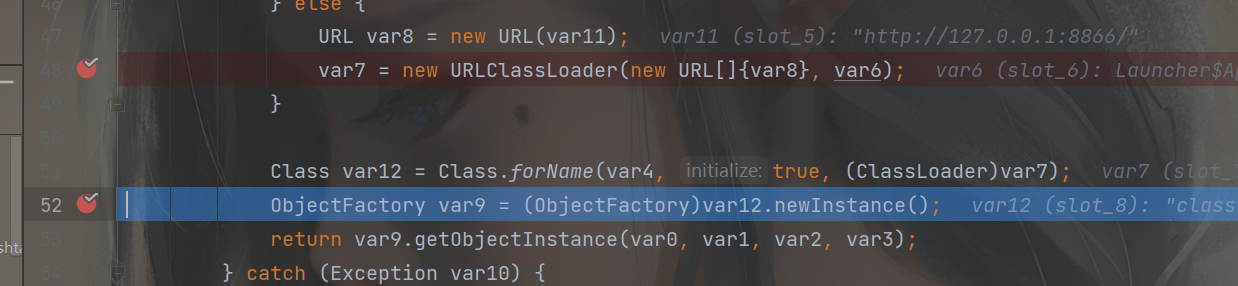 46 } else {
47 URL var8 = new URL(var11); var11 (slot_5): "http://127.0.0.1:8866/"
48 var7 = new URLClassLoader(new URL[]{var8}, var6); var6 (slot_6): Launcher$Ap
49 }
50
51 Class var12 = Class.forName(var4, initialize: true, (ClassLoader)var7); var7 (slot_
52 ObjectFactory var9 = (ObjectFactory)var12.newInstance(); var12 (slot_8): "class
53 return var9.getObjectInstance(var0, var1, var2, var3);
54 } catch (Exception var10) {